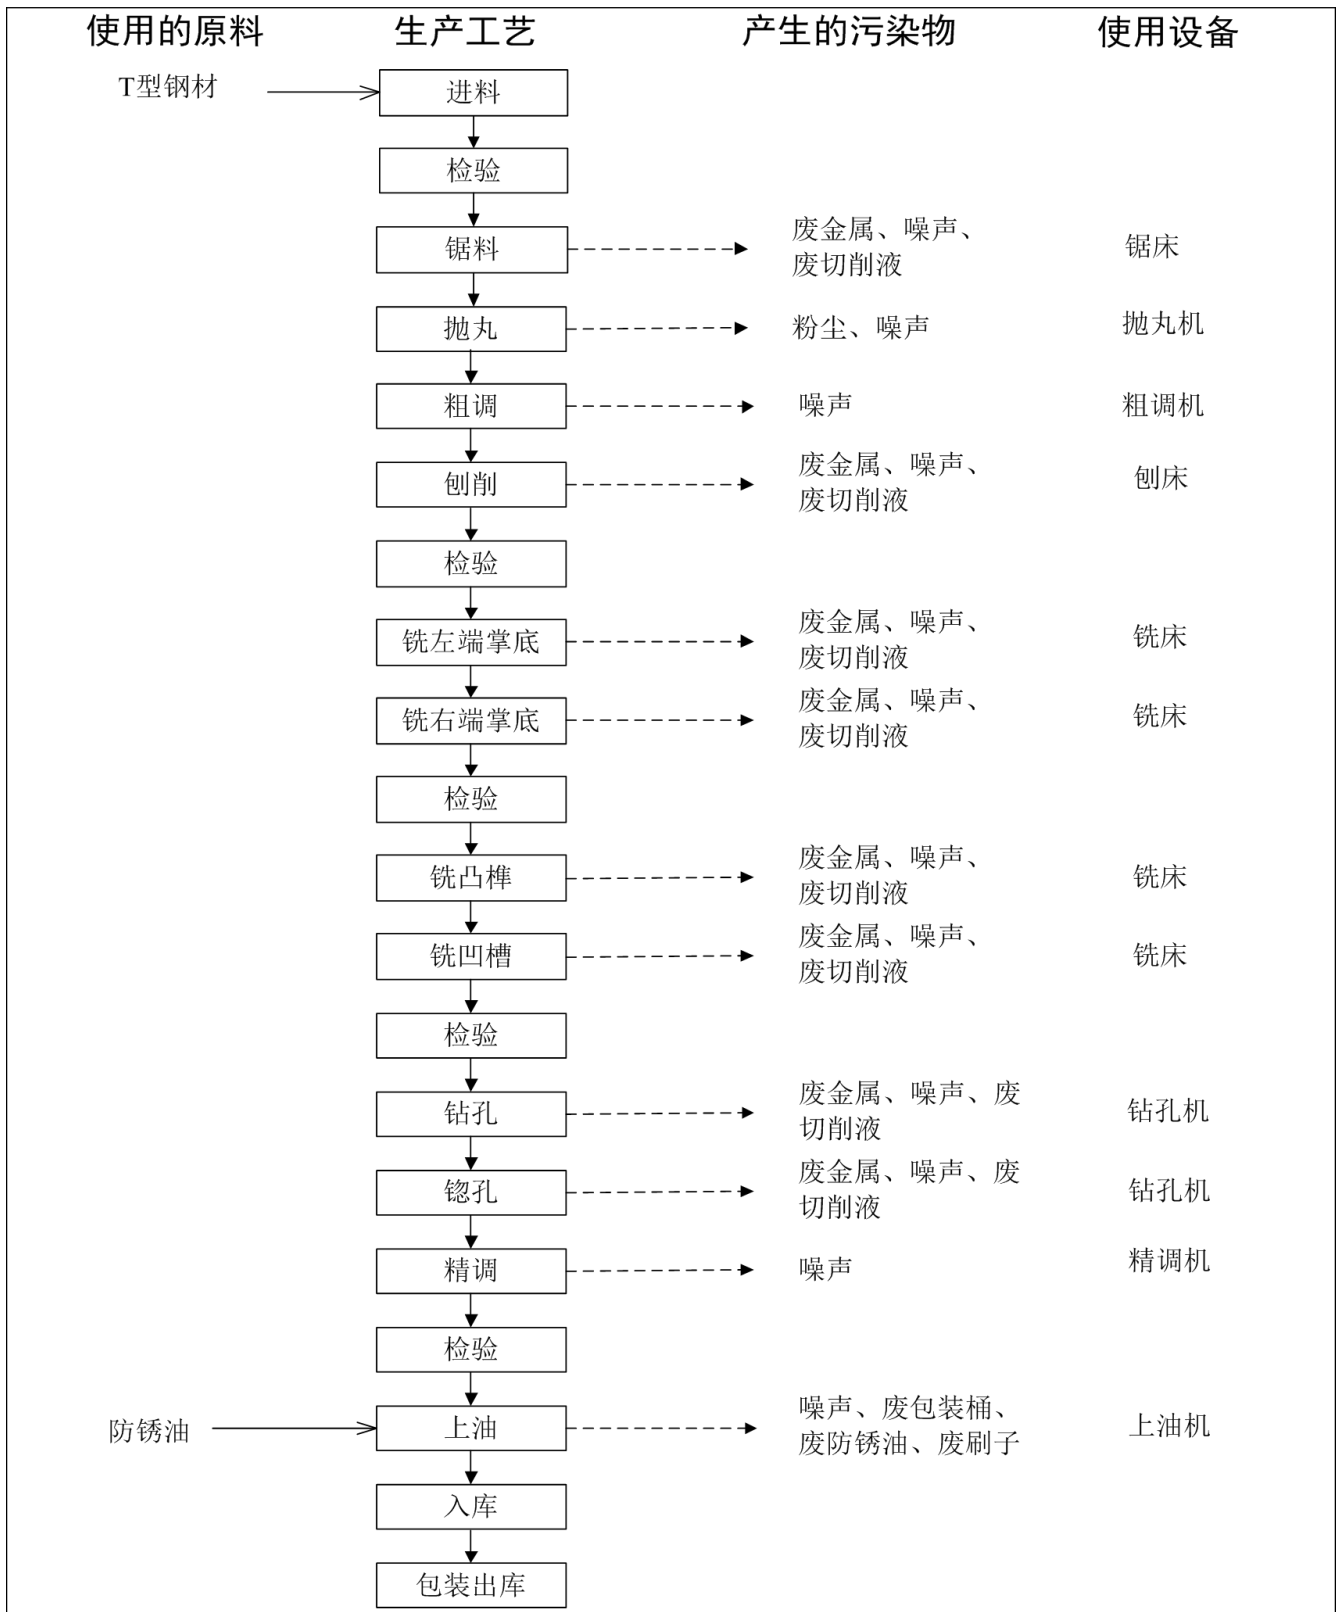 使用的原料 生产工艺 产生的污染物 使用设备
T型钢材 进料
检验
锯料 废金属、噪声、 锯床
废切削液
抛丸 粉尘、噪声 抛丸机
粗调 噪声 粗调机
刨削 废金属、噪声、 刨床
废切削液
检验
铣左端掌底 废金属、噪声、 铣床
废切削液
铣右端掌底 废金属、噪声、 铣床
废切削液
检验
铣凸榫 废金属、噪声、 铣床
废切削液
铣凹槽 废金属、噪声、 铣床
废切削液
检验
钻孔 废金属、噪声、废 钻孔机
切削液
锪孔 废金属、噪声、废 钻孔机
切削液
精调 噪声 精调机
检验
防锈油 上油 噪声、废包装桶、 上油机
废防锈油、废刷子
入库
包装出库